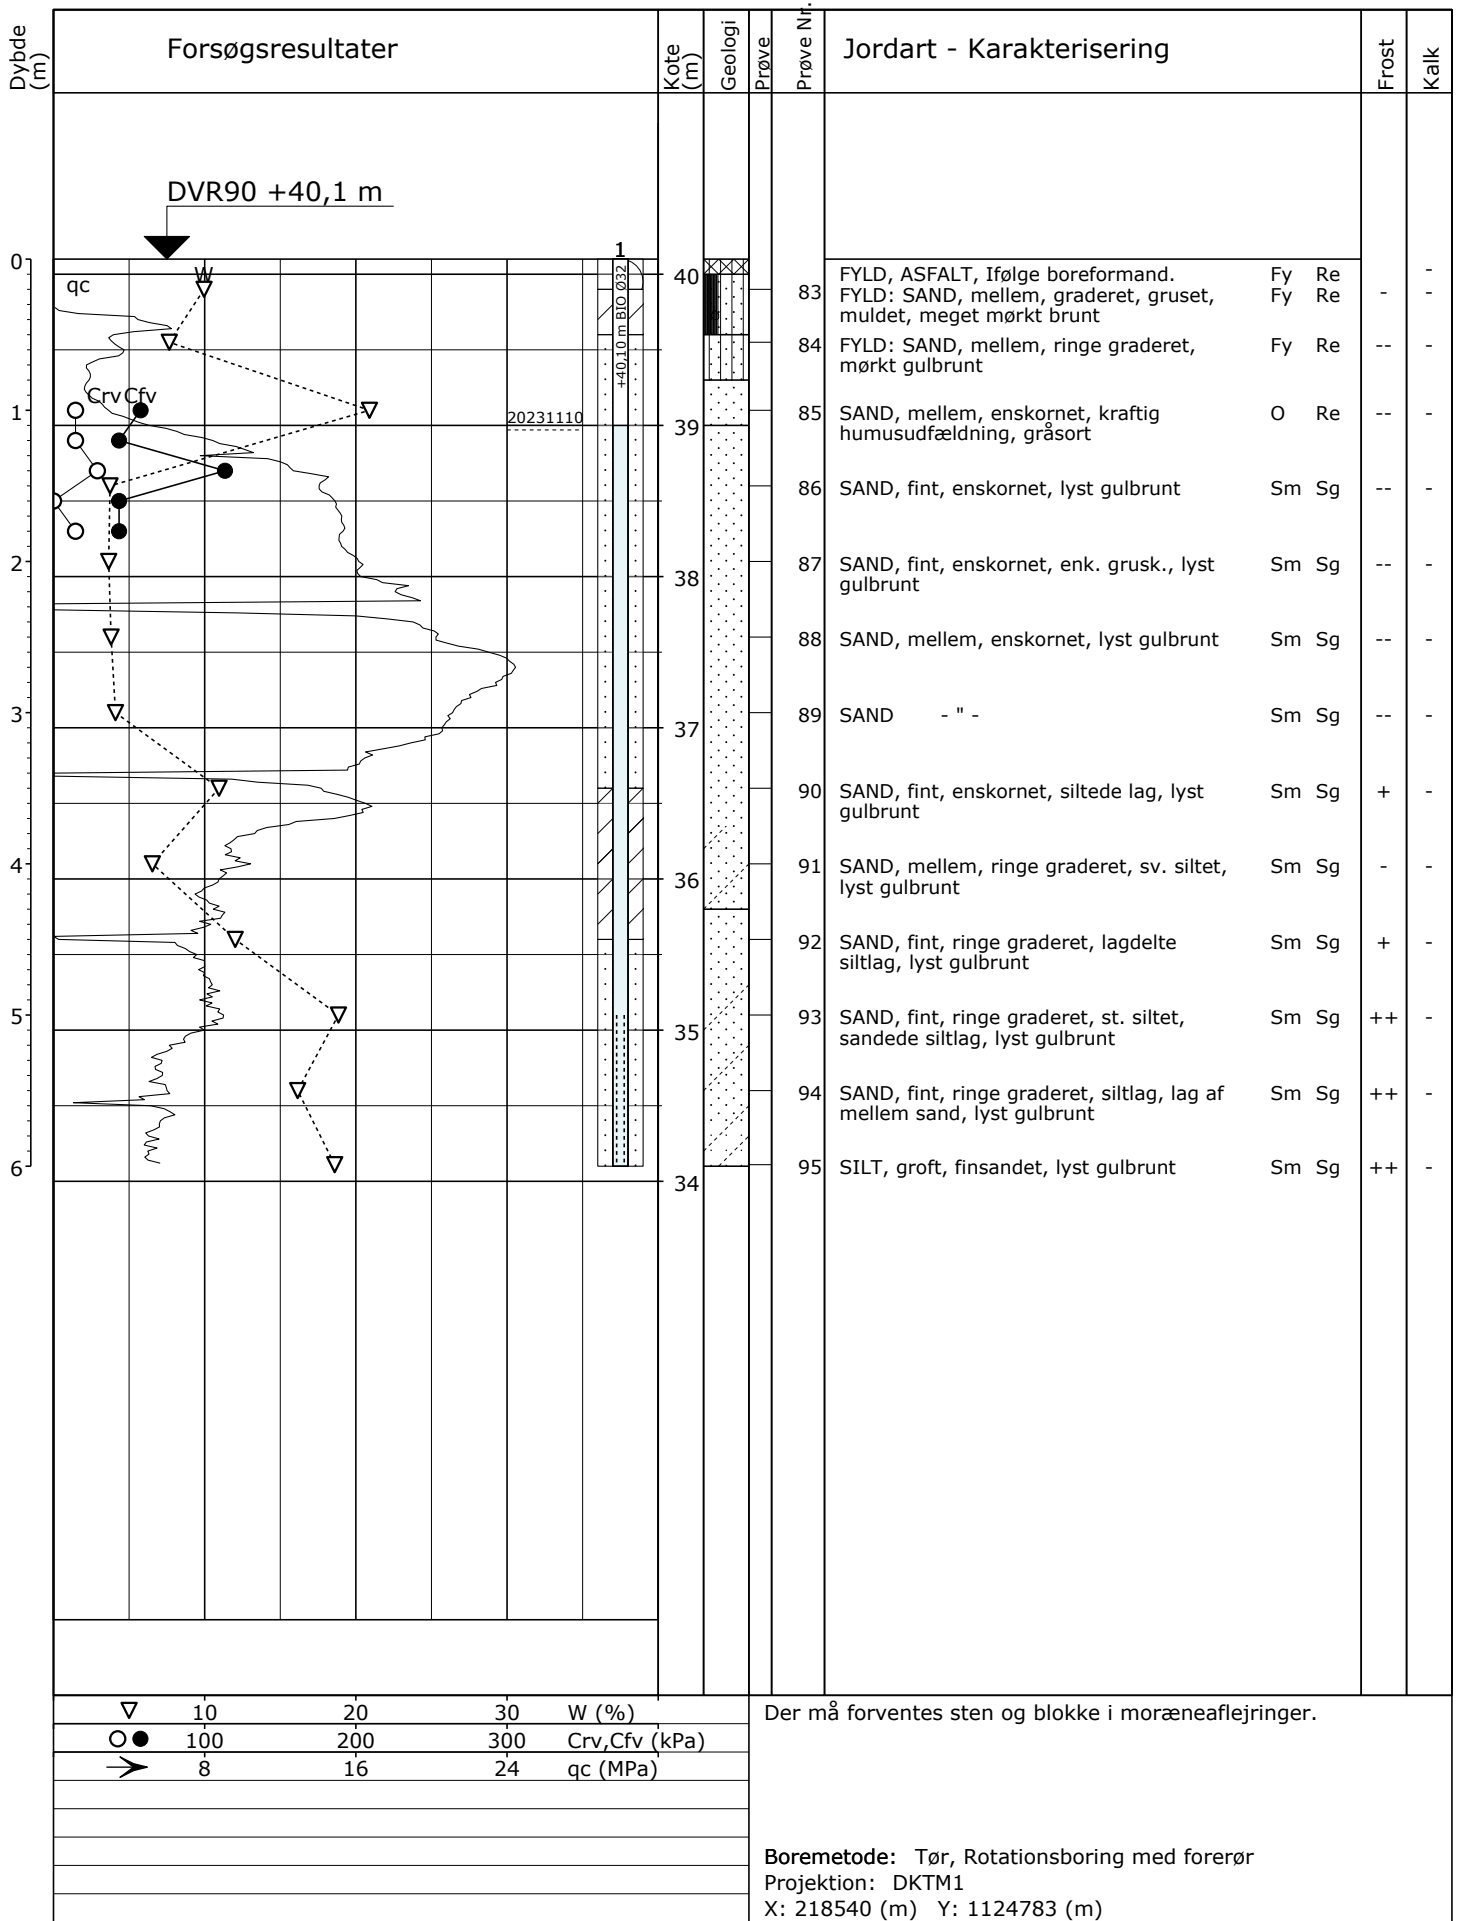 Dybde
(m)
Forsøgsresultater
Kote
(m)
Geologi
Prøve
Prøve Nr.
Jordart - Karakterisering
Frost
Kalk
DVR90 +40,1 m
0
1
2
3
4
5
6
qc
W
Crv Cfv
1
+40,10 m BIO Ø32
20231110
40
39
38
37
36
35
34
FYLD, ASFALT, Ifølge boreformand. Fy Re -
83 FYLD: SAND, mellem, graderet, gruset, Fy Re - -
muldet, meget mørkt brunt
84 FYLD: SAND, mellem, ringe graderet, Fy Re -- -
mørkt gulbrunt
85 SAND, mellem, enskornet, kraftig O Re -- -
humusudfældning, gråsort
86 SAND, fint, enskornet, lyst gulbrunt Sm Sg -- -
87 SAND, fint, enskornet, enk. grusk., lyst Sm Sg -- -
gulbrunt
88 SAND, mellem, enskornet, lyst gulbrunt Sm Sg -- -
89 SAND - " - Sm Sg -- -
90 SAND, fint, enskornet, siltede lag, lyst Sm Sg + -
gulbrunt
91 SAND, mellem, ringe graderet, sv. siltet, Sm Sg - -
lyst gulbrunt
92 SAND, fint, ringe graderet, lagdelte Sm Sg + -
siltlag, lyst gulbrunt
93 SAND, fint, ringe graderet, st. siltet, Sm Sg ++ -
sandede siltlag, lyst gulbrunt
94 SAND, fint, ringe graderet, siltlag, lag af Sm Sg ++ -
mellem sand, lyst gulbrunt
95 SILT, groft, finsandet, lyst gulbrunt Sm Sg ++ -
10 20 30 W (%)
100 200 300 Crv,Cfv (kPa)
8 16 24 qc (MPa)
Der må forventes sten og blokke i moræneaflejringer.
Boremetode: Tør, Rotationsboring med forerør
Projektion: DKTM1
X: 218540 (m) Y: 1124783 (m)